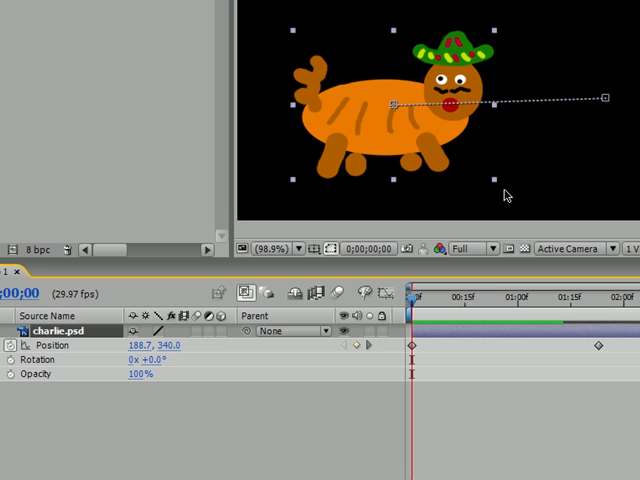 8 bpc
(98.9%)
0;00;00;00
Full
Active Camera
1 V
1
;00;00
(29.97 fps)
0f
00:15f
01:00f
01:15f
02:00f
Source Name
Parent
charlie.psd
None
Position
188.7, 340.0
Rotation
0x +0.0°
Opacity
100%